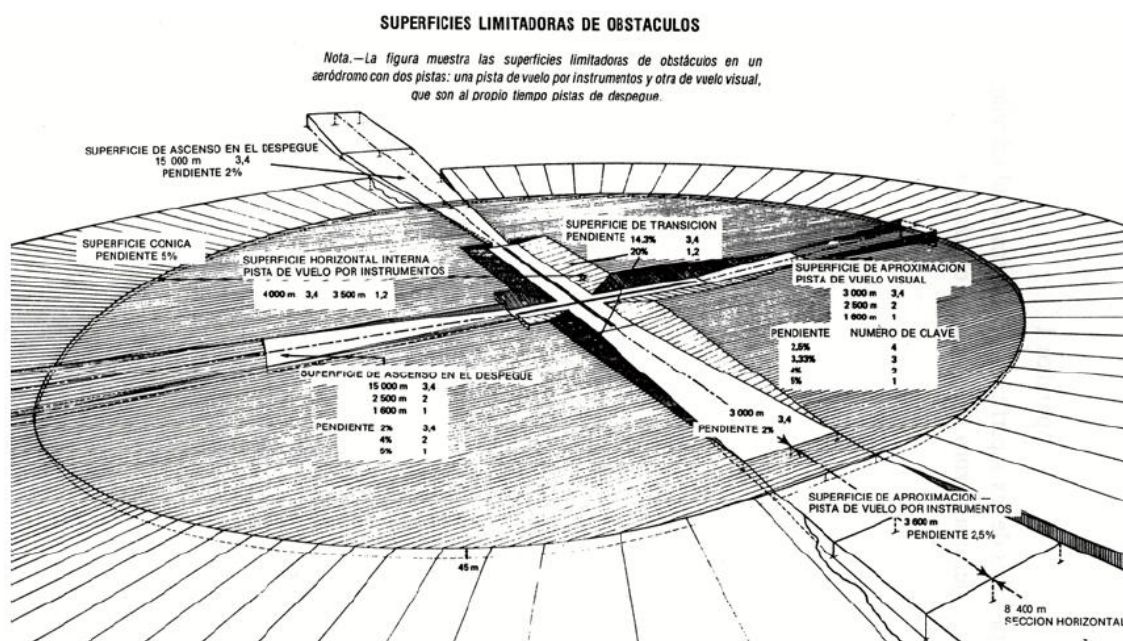 SUPERFICIES LIMITADORAS DE OBSTACULOS
Nota.—La figura muestra las superficies limitadoras de obstáculos en un
aeródromo con dos pistas: una pista de vuelo por instrumentos y otra de vuelo visual,
que son al propio tiempo pistas de despegue.
SUPERFICIE DE ASCENSO EN EL DESPEGUE
15 000 m 3,4
PENDIENTE 2%
SUPERFICIE CONICA
PENDIENTE 5%
SUPERFICIE HORIZONTAL INTERNA
PISTA DE VUELO POR INSTRUMENTOS
4 000 m 3,4 3 500 m 1,2
SUPERFICIE DE TRANSICION
PENDIENTE 14.3% 3,4
20% 1,2
SUPERFICIE DE APROXIMACION
PISTA DE VUELO VISUAL
3 000 m 3,4
2 500 m 2
1 600 m 1
PENDIENTE NUMERO DE CLAVE
2,5% 4
3,33% 3
4% 2
5% 1
SUPERFICIE DE ASCENSO EN EL DESPEGUE
15 000 m 3,4
2 500 m 2
1 600 m 1
PENDIENTE 2% 3,4
4% 2
5% 1
3 000 m 3,4
PENDIENTE 2%
SUPERFICIE DE APROXIMACION —
PISTA DE VUELO POR INSTRUMENTOS
3 600 m
PENDIENTE 2,5%
45 m
8 400 m
SECCION HORIZONTAL